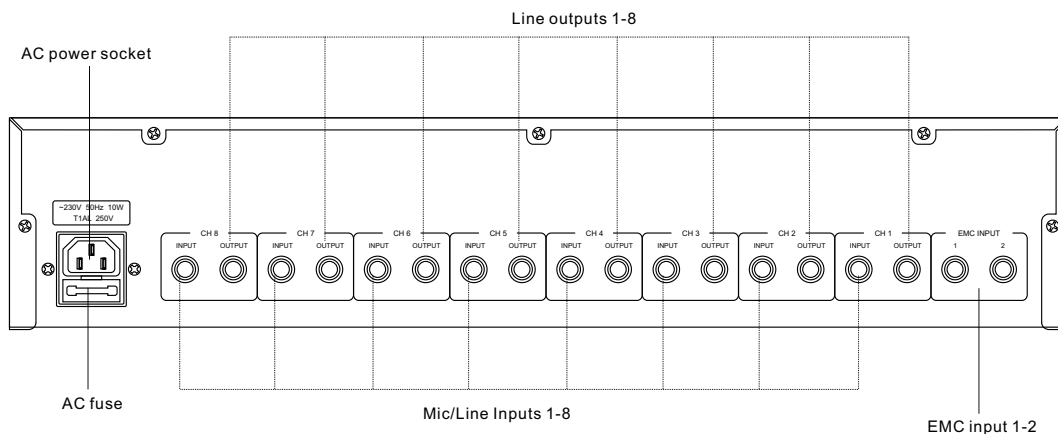 Line outputs 1-8
AC power socket
~230V 50Hz 10W
T1AL 250V
CH 8
INPUT OUTPUT
CH 7
INPUT OUTPUT
CH 6
INPUT OUTPUT
CH 5
INPUT OUTPUT
CH 4
INPUT OUTPUT
CH 3
INPUT OUTPUT
CH 2
INPUT OUTPUT
CH 1
INPUT OUTPUT
EMC INPUT
1 2
AC fuse
Mic/Line Inputs 1-8
EMC input 1-2